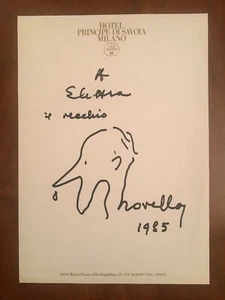 HOTEL
PRINCIPE DI SAVOIA
MILANO
A
Elettra
il vecchio
novello
1985